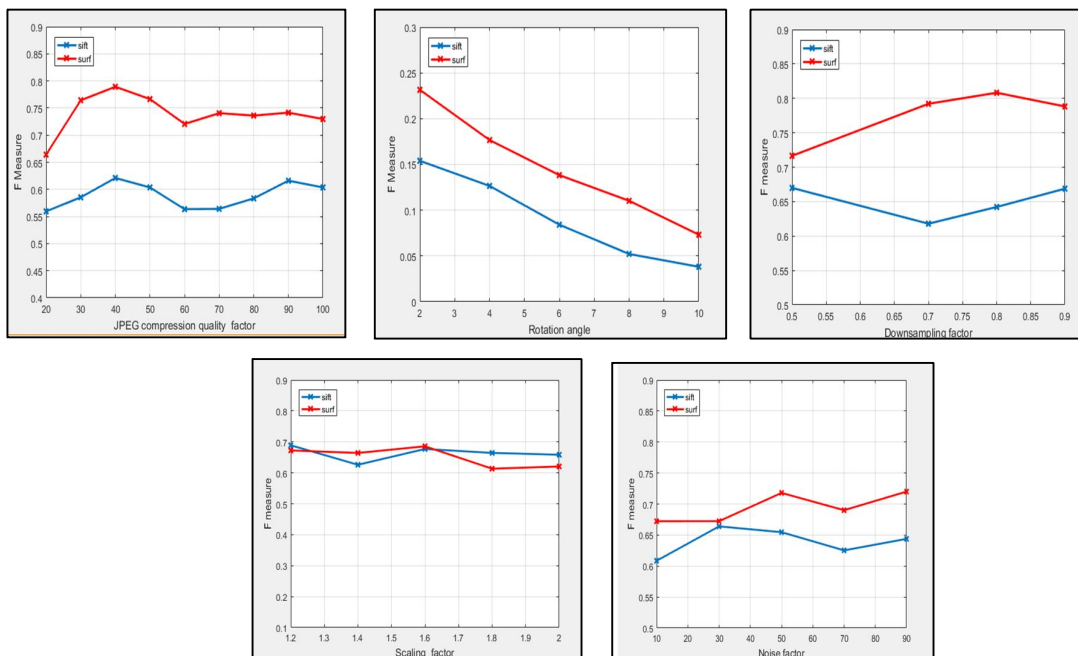 0.9
0.85
0.8
0.75
0.7
0.65
0.6
0.55
0.5
0.45
0.4
F Measure
sift
surf
20 30 40 50 60 70 80 90 100
JPEG compression quality factor
0.3
0.25
0.2
0.15
0.1
0.05
0
F Measure
sift
surf
2 3 4 5 6 7 8 9 10
Rotation angle
0.9
0.85
0.8
0.75
0.7
0.65
0.6
0.55
0.5
F measure
sift
surf
0.5 0.55 0.6 0.65 0.7 0.75 0.8 0.85 0.9
Downsampling factor
0.9
0.8
0.7
0.6
0.5
0.4
0.3
0.2
0.1
F measure
sift
surf
1.2 1.3 1.4 1.5 1.6 1.7 1.8 1.9 2
Scaling factor
0.9
0.85
0.8
0.75
0.7
0.65
0.6
0.55
0.5
F measure
sift
surf
10 20 30 40 50 60 70 80 90
Noise factor